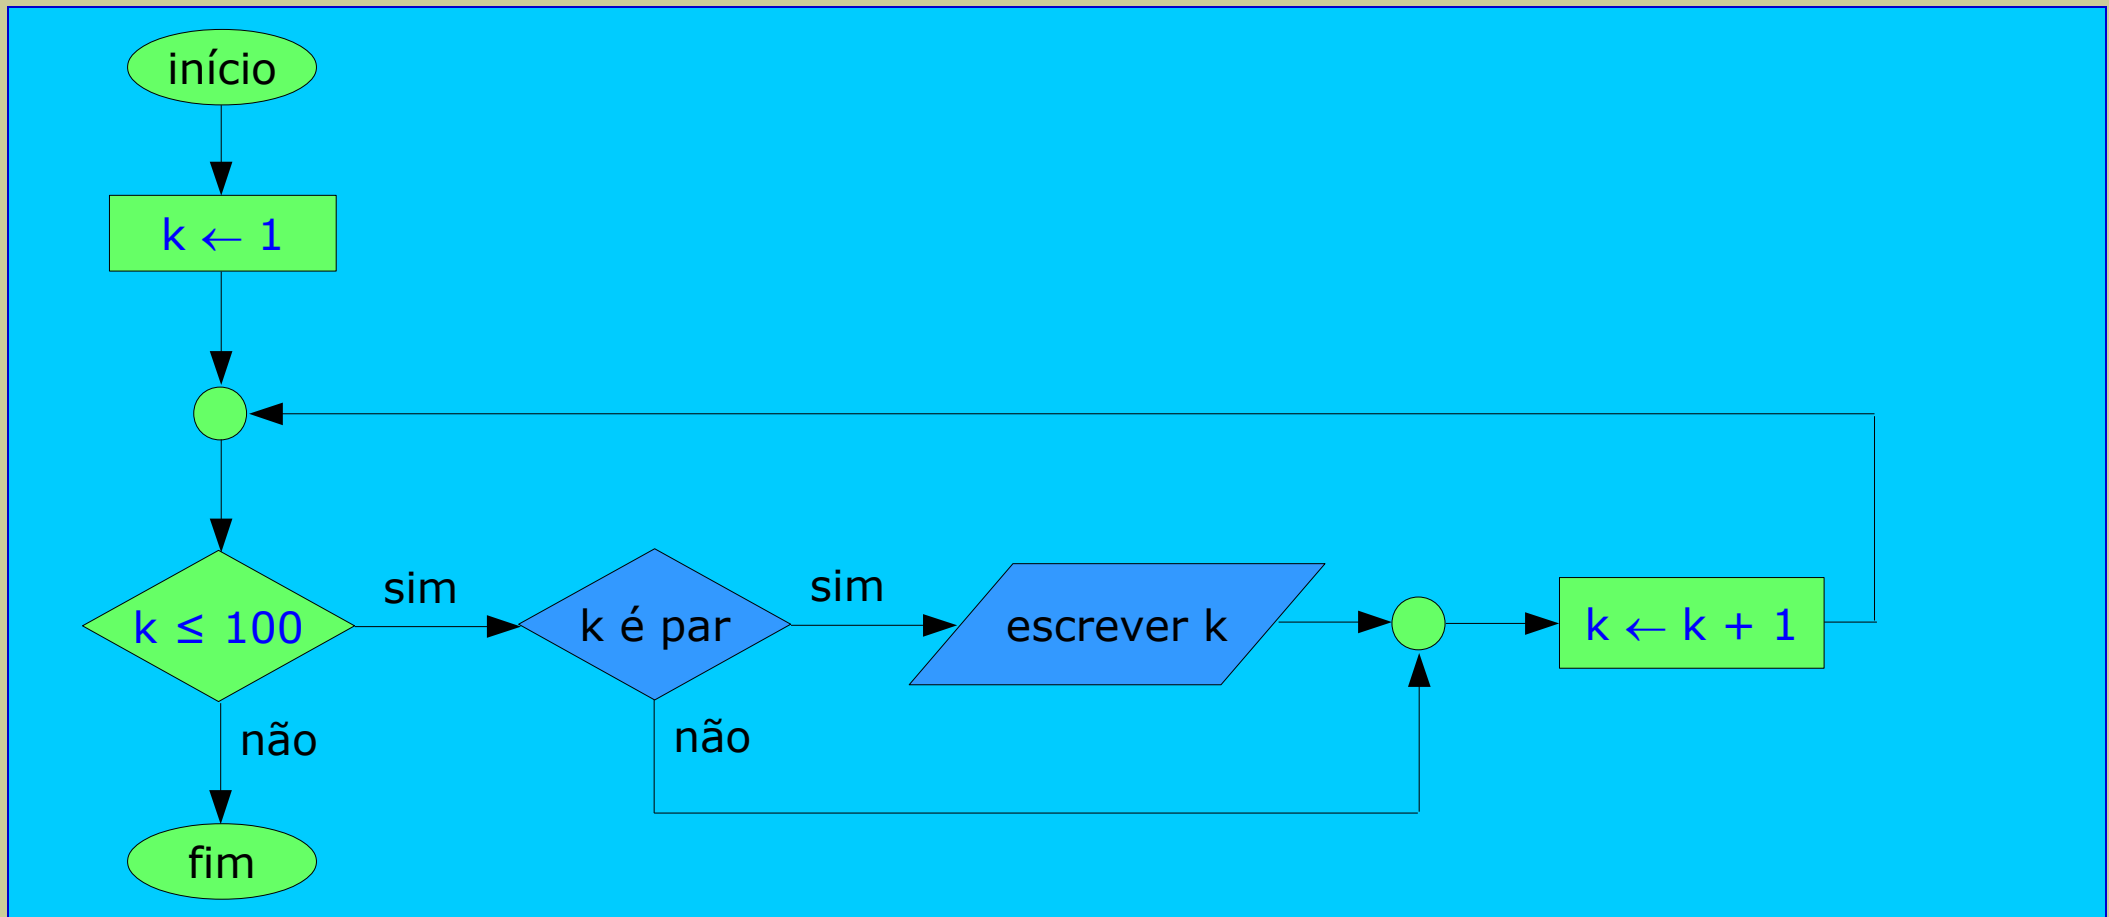 início
k ← 1
k ≤ 100
sim
k é par
sim
escrever k
k ← k + 1
não
não
fim